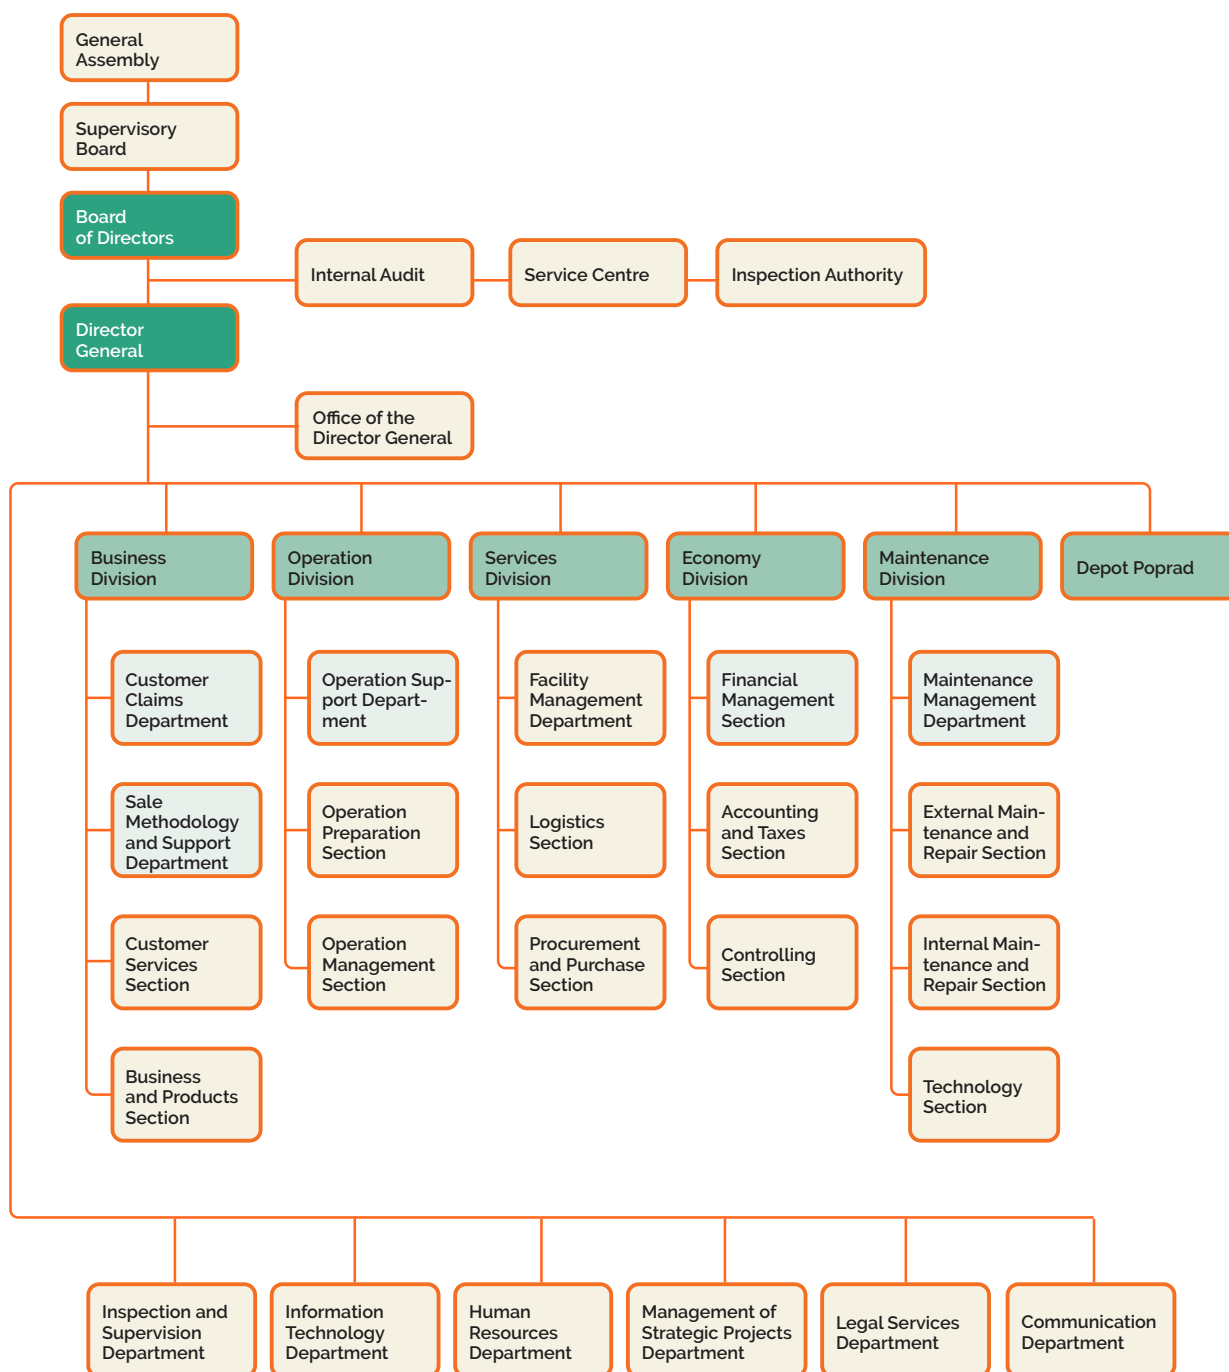 General
Assembly
Supervisory
Board
Board
of Directors
Internal Audit
Service Centre
Inspection Authority
Director
General
Office of the
Director General
Business
Division
Operation
Division
Services
Division
Economy
Division
Maintenance
Division
Depot Poprad
Customer
Claims
Department
Operation Sup-
port Depart-
ment
Facility
Management
Department
Financial
Management
Section
Maintenance
Management
Department
Sale
Methodology
and Support
Department
Operation
Preparation
Section
Logistics
Section
Accounting
and Taxes
Section
External Main-
tenance and
Repair Section
Customer
Services
Section
Operation
Management
Section
Procurement
and Purchase
Section
Controlling
Section
Internal Main-
tenance and
Repair Section
Business
and Products
Section
Technology
Section
Inspection and
Supervision
Department
Information
Technology
Department
Human
Resources
Department
Management of
Strategic Projects
Department
Legal Services
Department
Communication
Department